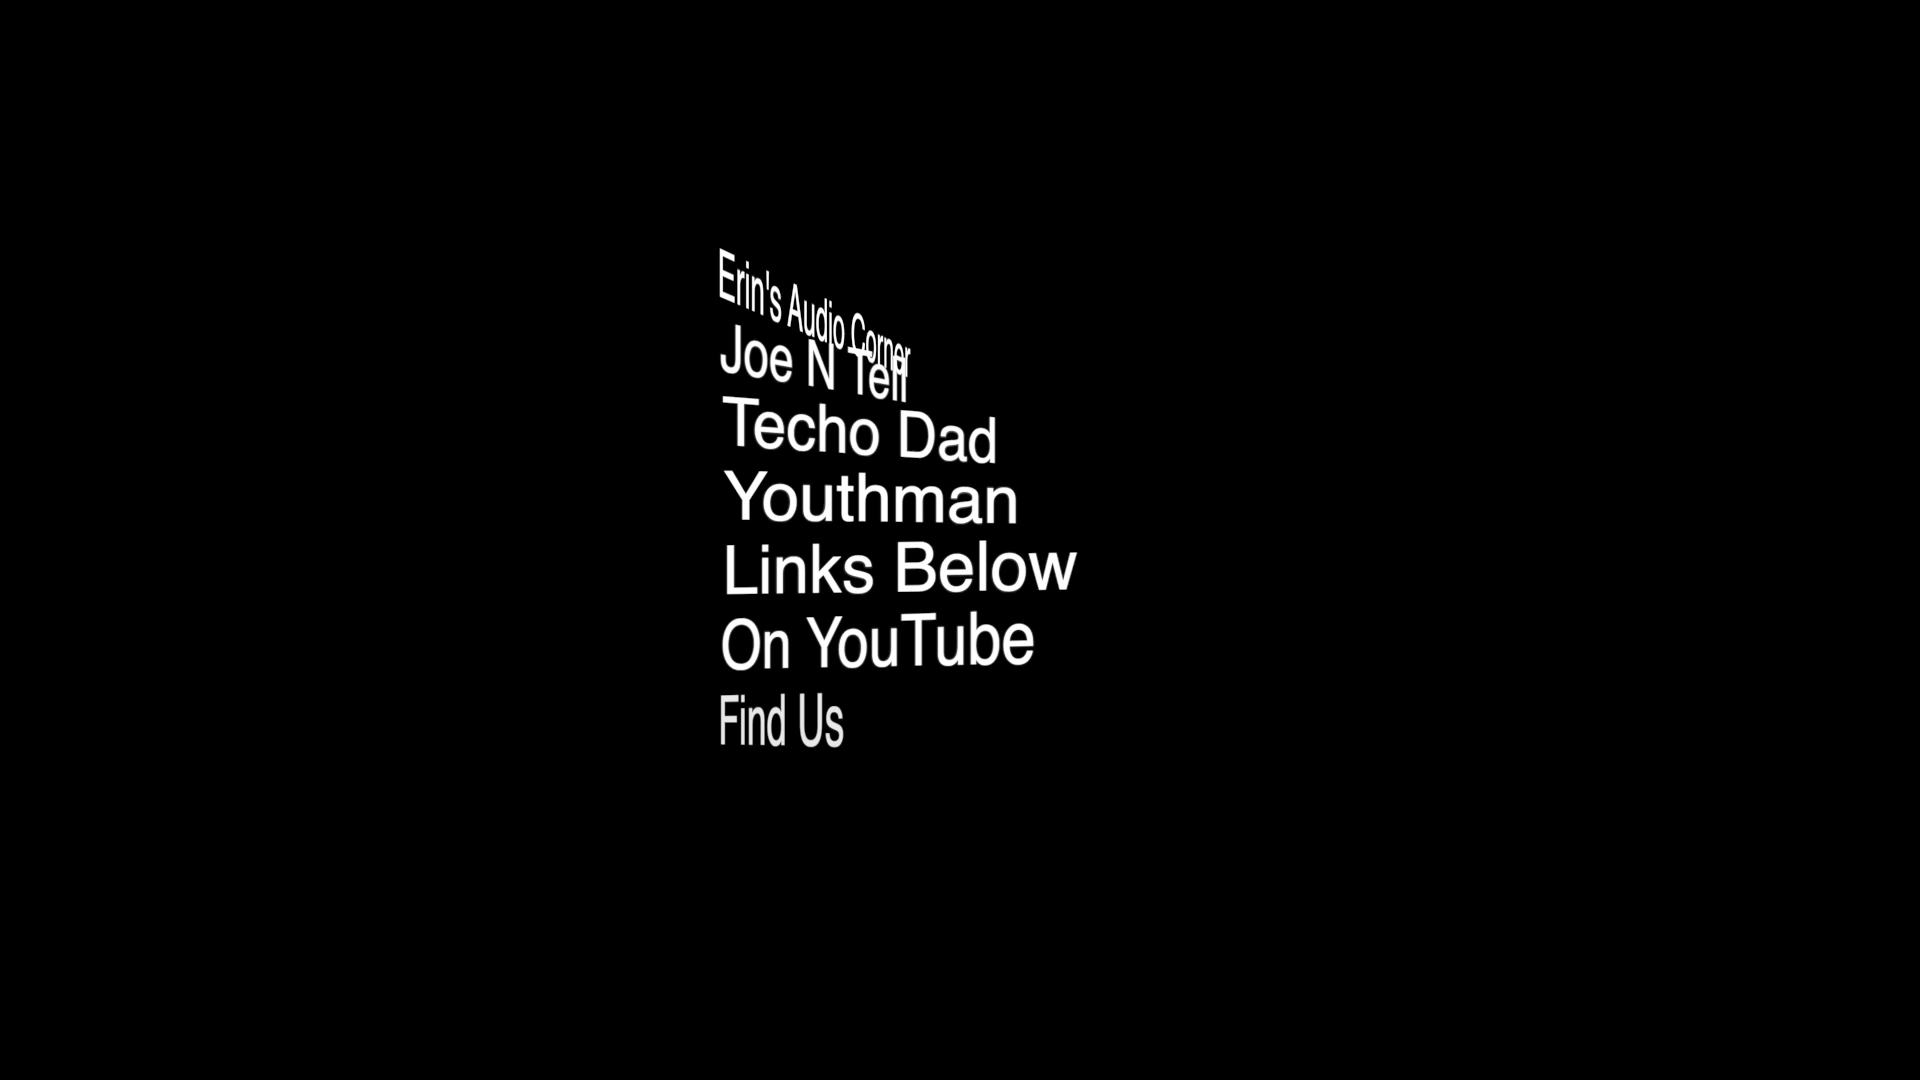 Erin's Audio Corner
Joe N Tell
Techo Dad
Youthman
Links Below
On YouTube
Find Us